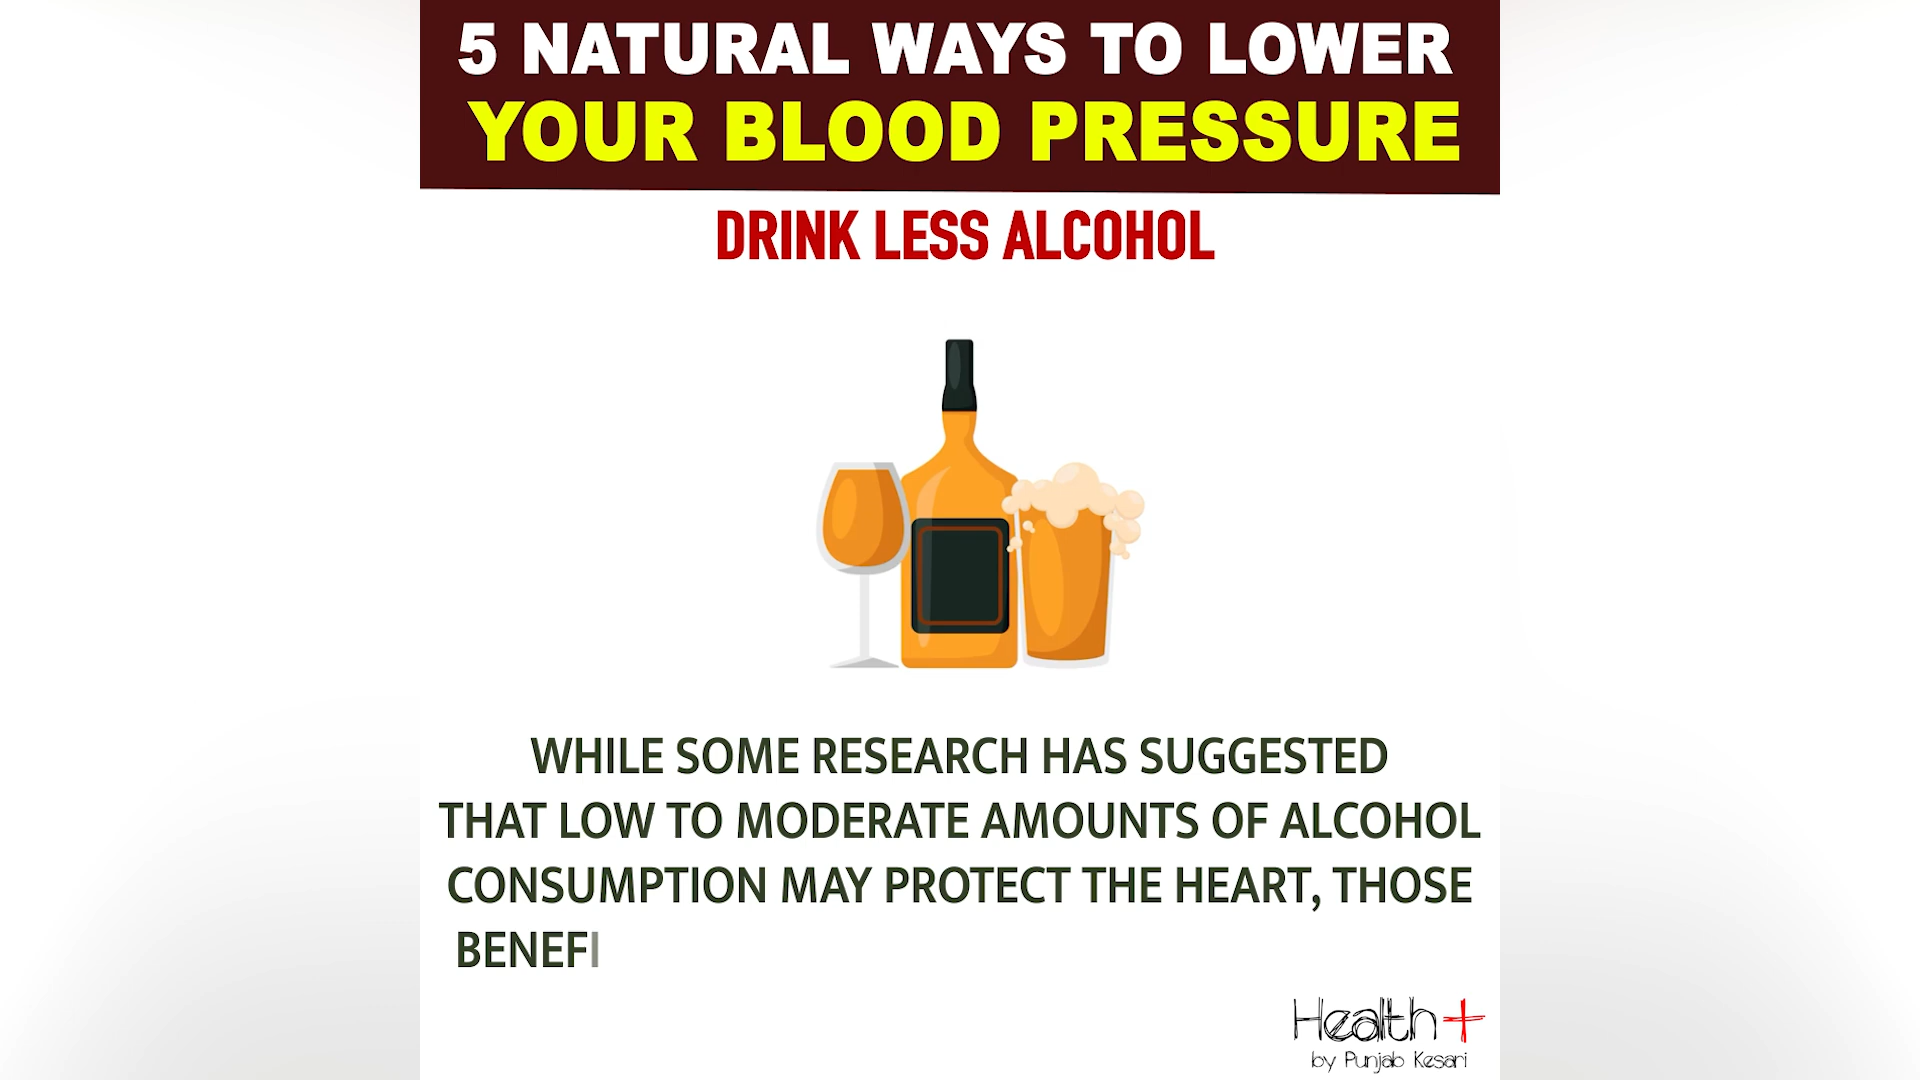 5 NATURAL WAYS TO LOWER
YOUR BLOOD PRESSURE
DRINK LESS ALCOHOL
WHILE SOME RESEARCH HAS SUGGESTED
THAT LOW TO MODERATE AMOUNTS OF ALCOHOL
CONSUMPTION MAY PROTECT THE HEART, THOSE
BENEFI
Health+
by Punjab Kesari